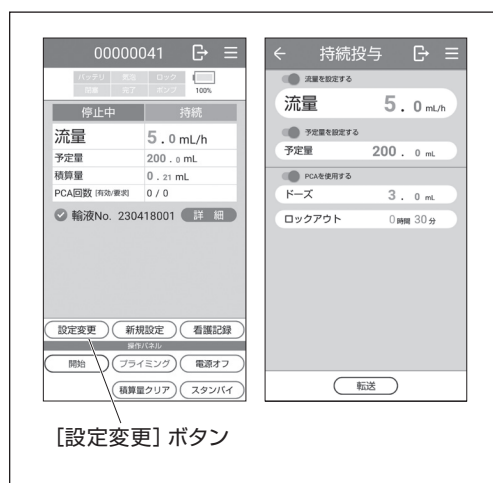 00000041
バッテリ 気泡 ロック
閉塞 完了 ポンプ 100%
停止中 持続
流量 5.0 mL/h
予定量 200.0 mL
積算量 0.21 mL
PCA回数 [有効/要求] 0 / 0
輸液No. 230418001 詳 細
設定変更 新規設定 看護記録
操作パネル
開始 プライミング 電源オフ
積算量クリア スタンバイ
[設定変更] ボタン
持続投与
流量を設定する
流量 5.0 mL/h
予定量を設定する
予定量 200.0 mL
PCAを使用する
ドーズ 3.0 mL
ロックアウト 0時間 30分
転送